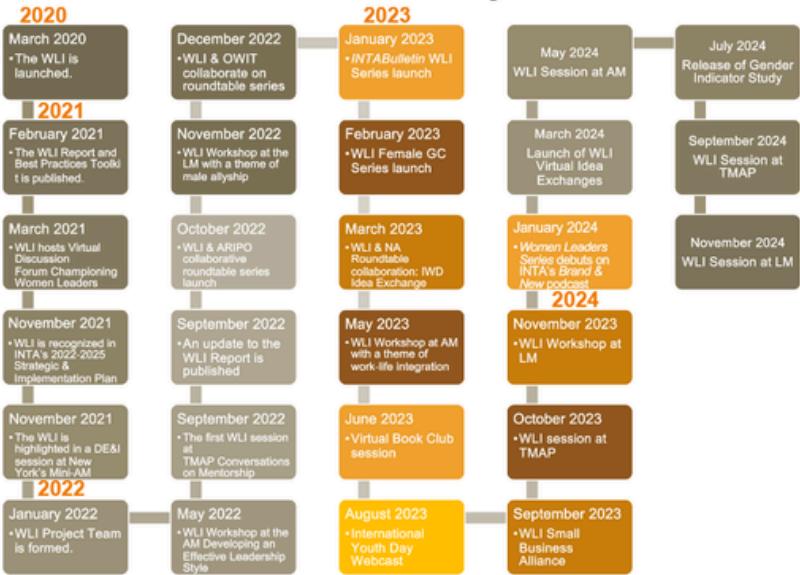 2020
March 2020
• The WLI is
launched.
2021
February 2021
• The WLI Report and
Best Practices Toolki
t is published.
March 2021
• WLI hosts Virtual
Discussion
Forum Championing
Women Leaders
November 2021
• WLI is recognized in
INTA's 2022-2025
Strategic &
Implementation Plan
November 2021
• The WLI is
highlighted in a DE&I
session at New
York's Mini-AM
2022
January 2022
• WLI Project Team
is formed.
May 2022
• WLI Workshop at the
AM Developing an
Effective Leadership
Style
September 2022
• The first WLI session
at
TMAP Conversations
on Mentorship
September 2022
• An update to the
WLI Report is
published
October 2022
• WLI & ARIPO
collaborative
roundtable series
launch
November 2022
• WLI Workshop at the
LM with a theme of
male allyship
December 2022
• WLI & OWIT
collaborate on
roundtable series
2023
January 2023
• INTABulletin WLI
Series launch
February 2023
• WLI Female GC
Series launch
March 2023
• WLI & NA
Roundtable
collaboration: IWD
Idea Exchange
May 2023
• WLI Workshop at AM
with a theme of
work-life integration
June 2023
• Virtual Book Club
session
August 2023
• International
Youth Day
Webcast
September 2023
• WLI Small
Business
Alliance
October 2023
• WLI session at
TMAP
November 2023
• WLI Workshop at
LM
2024
January 2024
• Women Leaders
Series debuts on
INTA's Brand &
New podcast
March 2024
Launch of WLI
Virtual Idea
Exchanges
May 2024
WLI Session at AM
July 2024
Release of Gender
Indicator Study
September 2024
WLI Session at
TMAP
November 2024
WLI Session at LM